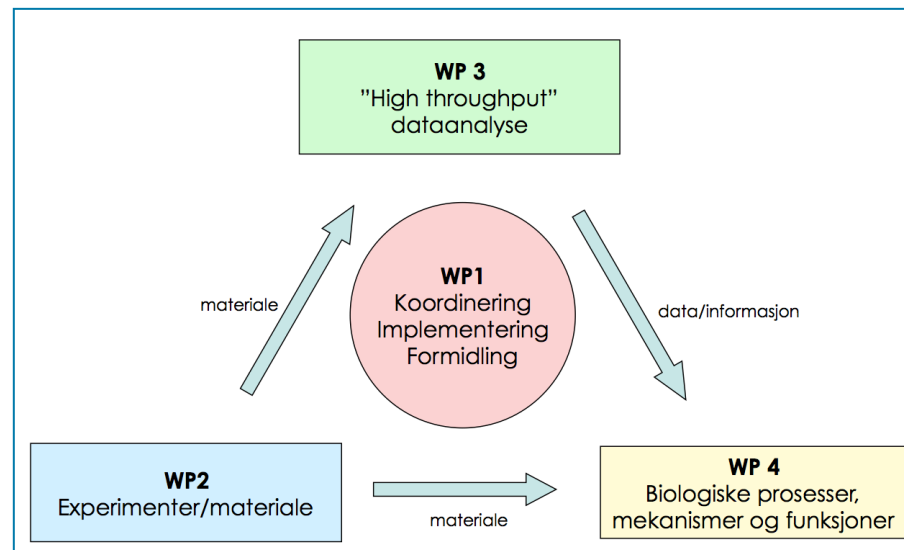 WP 3
”High throughput”
dataanalyse
WP1
Koordinering
Implementering
Formidling
materiale
data/informasjon
WP2
Experimenter/materiale
materiale
WP 4
Biologiske prosesser,
mekanismer og funksjoner